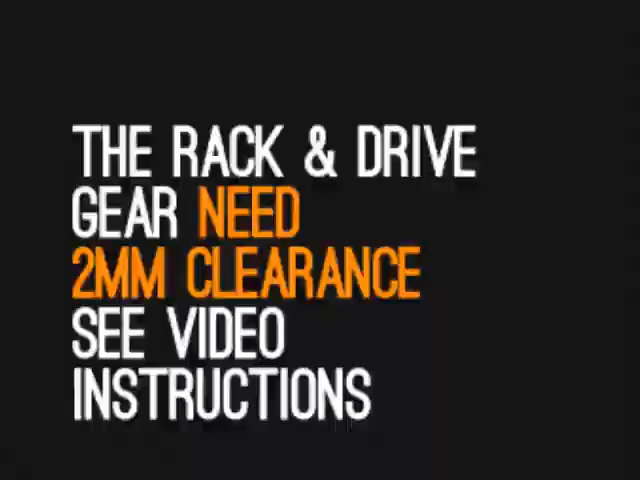 THE RACK & DRIVE
GEAR NEED
2MM CLEARANCE
SEE VIDEO
INSTRUCTIONS